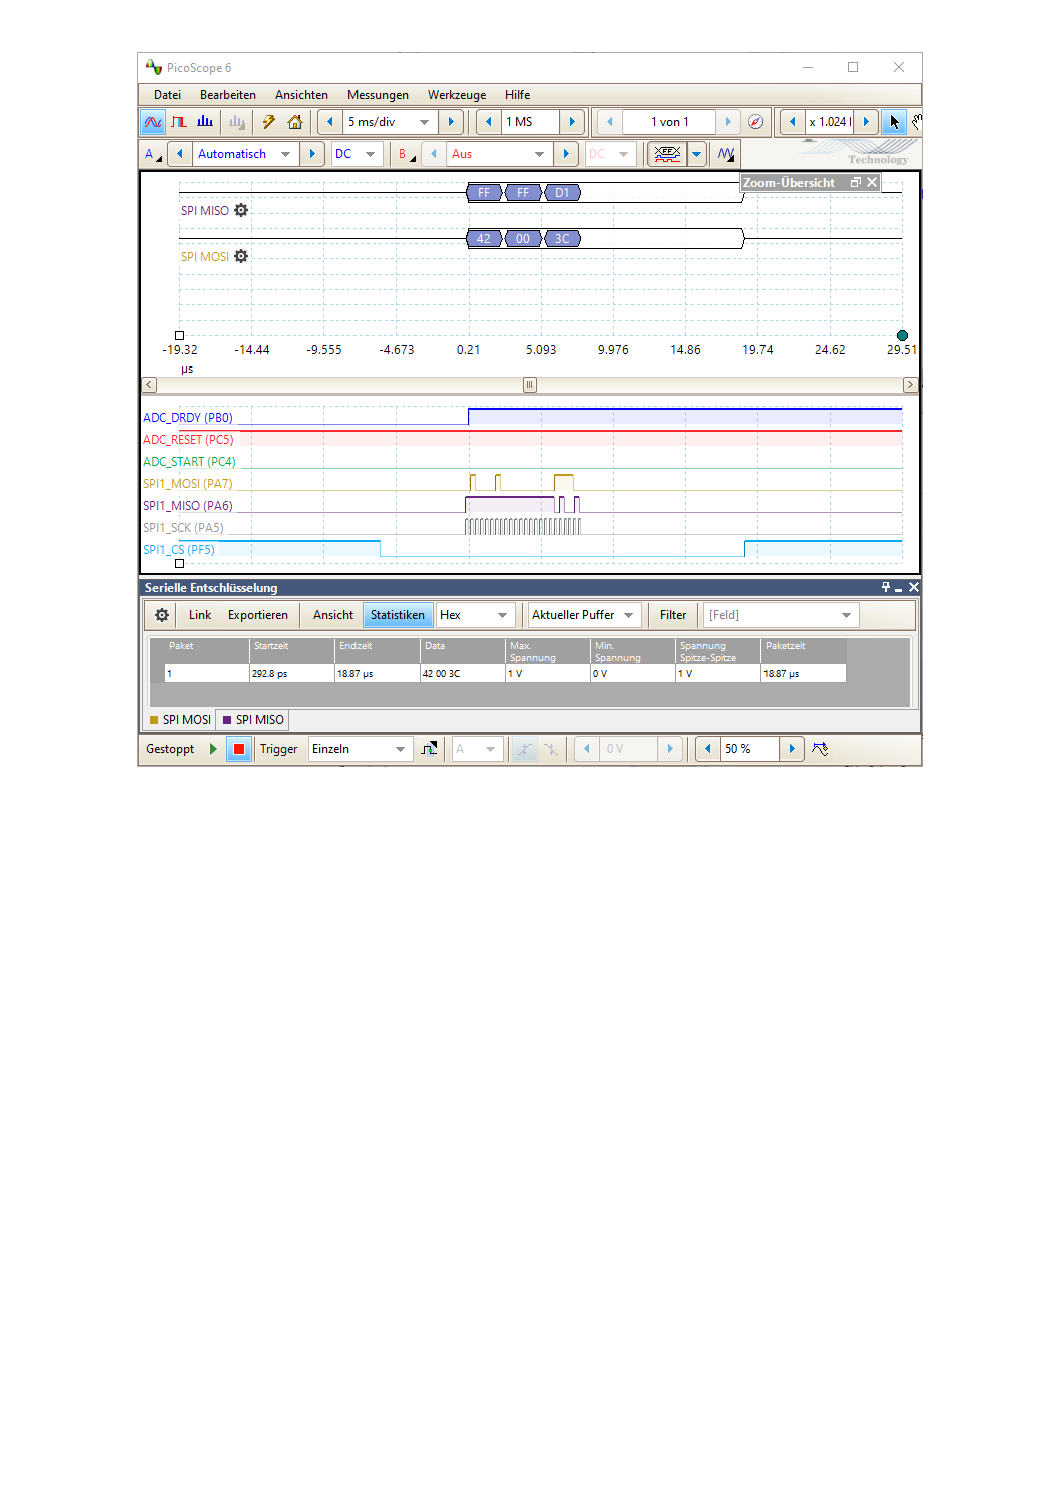 PicoScope 6
Datei Bearbeiten Ansichten Messungen Werkzeuge Hilfe
5 ms/div 1 MS 1 von 1 x 1.024
A Automatisch DC B Aus DC
Technology
Zoom-Übersicht
FF FF D1
SPI MISO
42 00 3C
SPI MOSI
-19.32 -14.44 -9.555 -4.673 0.21 5.093 9.976 14.86 19.74 24.62 29.51
µs
ADC_DRDY (PB0)
ADC_RESET (PC5)
ADC_START (PC4)
SPI1_MOSI (PA7)
SPI1_MISO (PA6)
SPI1_SCK (PA5)
SPI1_CS (PF5)
Serielle Entschlüsselung
Link Exportieren Ansicht Statistiken Hex Aktueller Puffer Filter [Feld]
Paket Startzeit Endzeit Data Max. Spannung Min. Spannung Spannung Spitze-Spitze Paketzeit
1 292.8 ps 18.87 µs 42 00 3C 1 V 0 V 1 V 18.87 µs
SPI MOSI SPI MISO
Gestoppt Trigger Einzeln A 0 V 50 %